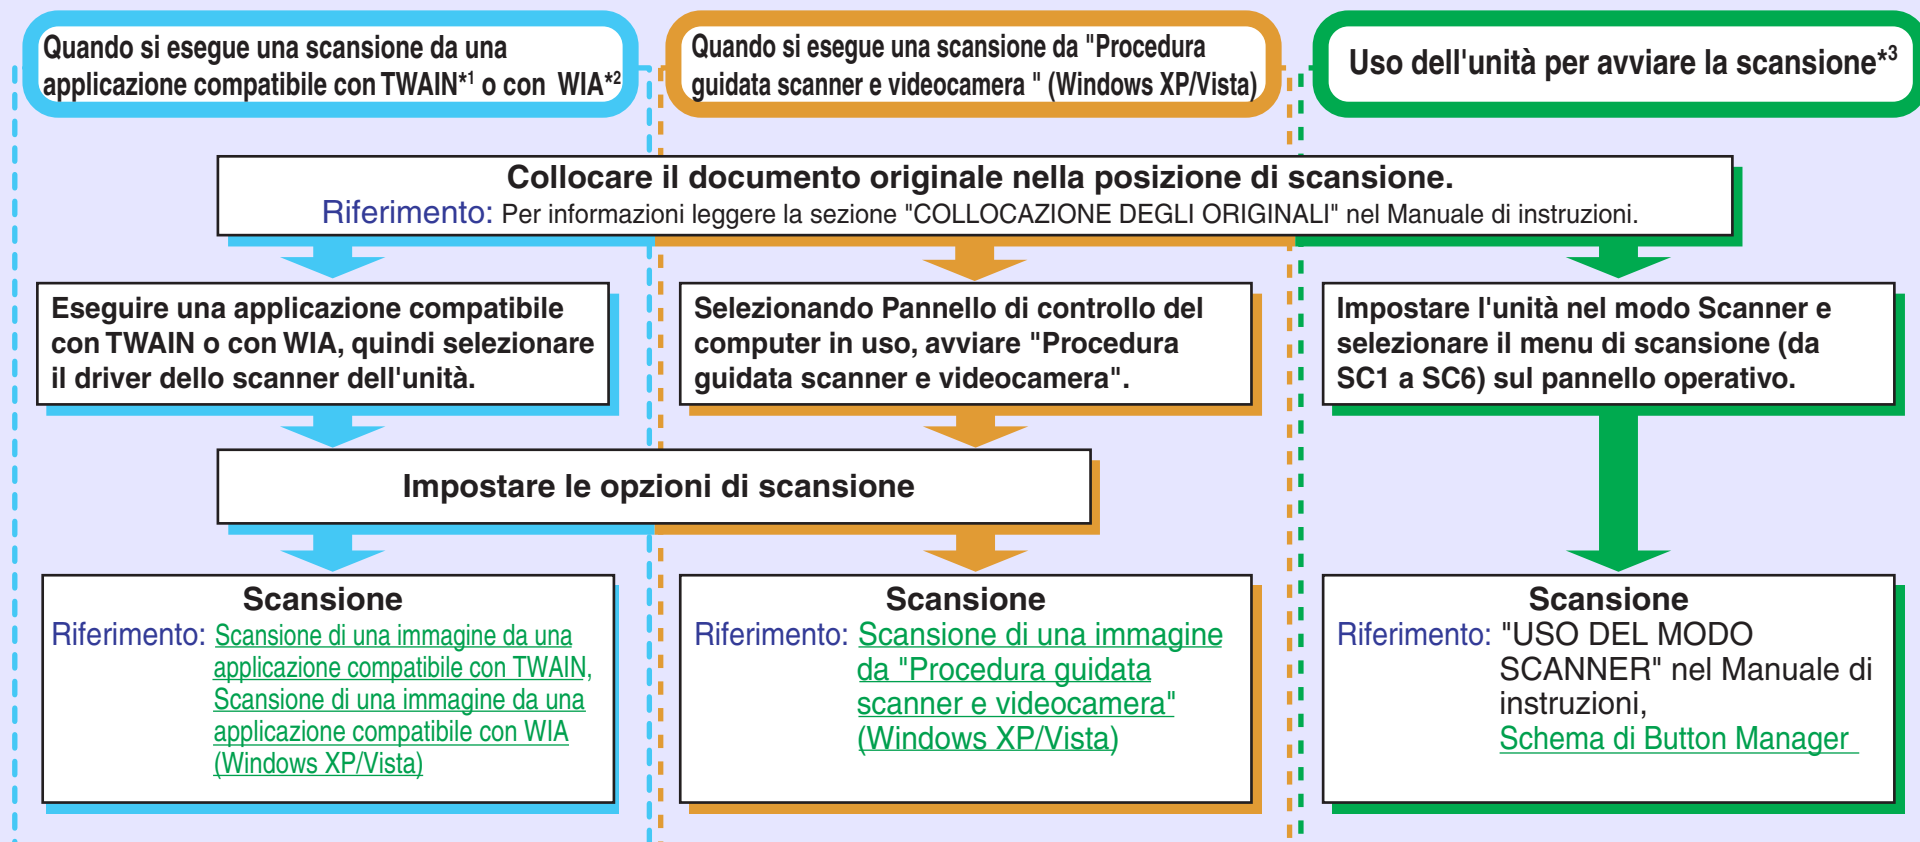 Quando si esegue una scansione da una
applicazione compatibile con TWAIN*1 o con WIA*2
Quando si esegue una scansione da "Procedura
guidata scanner e videocamera " (Windows XP/Vista)
Uso dell'unità per avviare la scansione*3
Collocare il documento originale nella posizione di scansione.
Riferimento: Per informazioni leggere la sezione "COLLOCAZIONE DEGLI ORIGINALI" nel Manuale di instruzioni.
Eseguire una applicazione compatibile
con TWAIN o con WIA, quindi selezionare
il driver dello scanner dell'unità.
Selezionando Pannello di controllo del
computer in uso, avviare "Procedura
guidata scanner e videocamera".
Impostare l'unità nel modo Scanner e
selezionare il menu di scansione (da
SC1 a SC6) sul pannello operativo.
Impostare le opzioni di scansione
Scansione
Riferimento: Scansione di una immagine da una
applicazione compatibile con TWAIN,
Scansione di una immagine da una
applicazione compatibile con WIA
(Windows XP/Vista)
Scansione
Riferimento: Scansione di una immagine
da "Procedura guidata
scanner e videocamera"
(Windows XP/Vista)
Scansione
Riferimento: "USO DEL MODO
SCANNER" nel Manuale di
instruzioni,
Schema di Button Manager